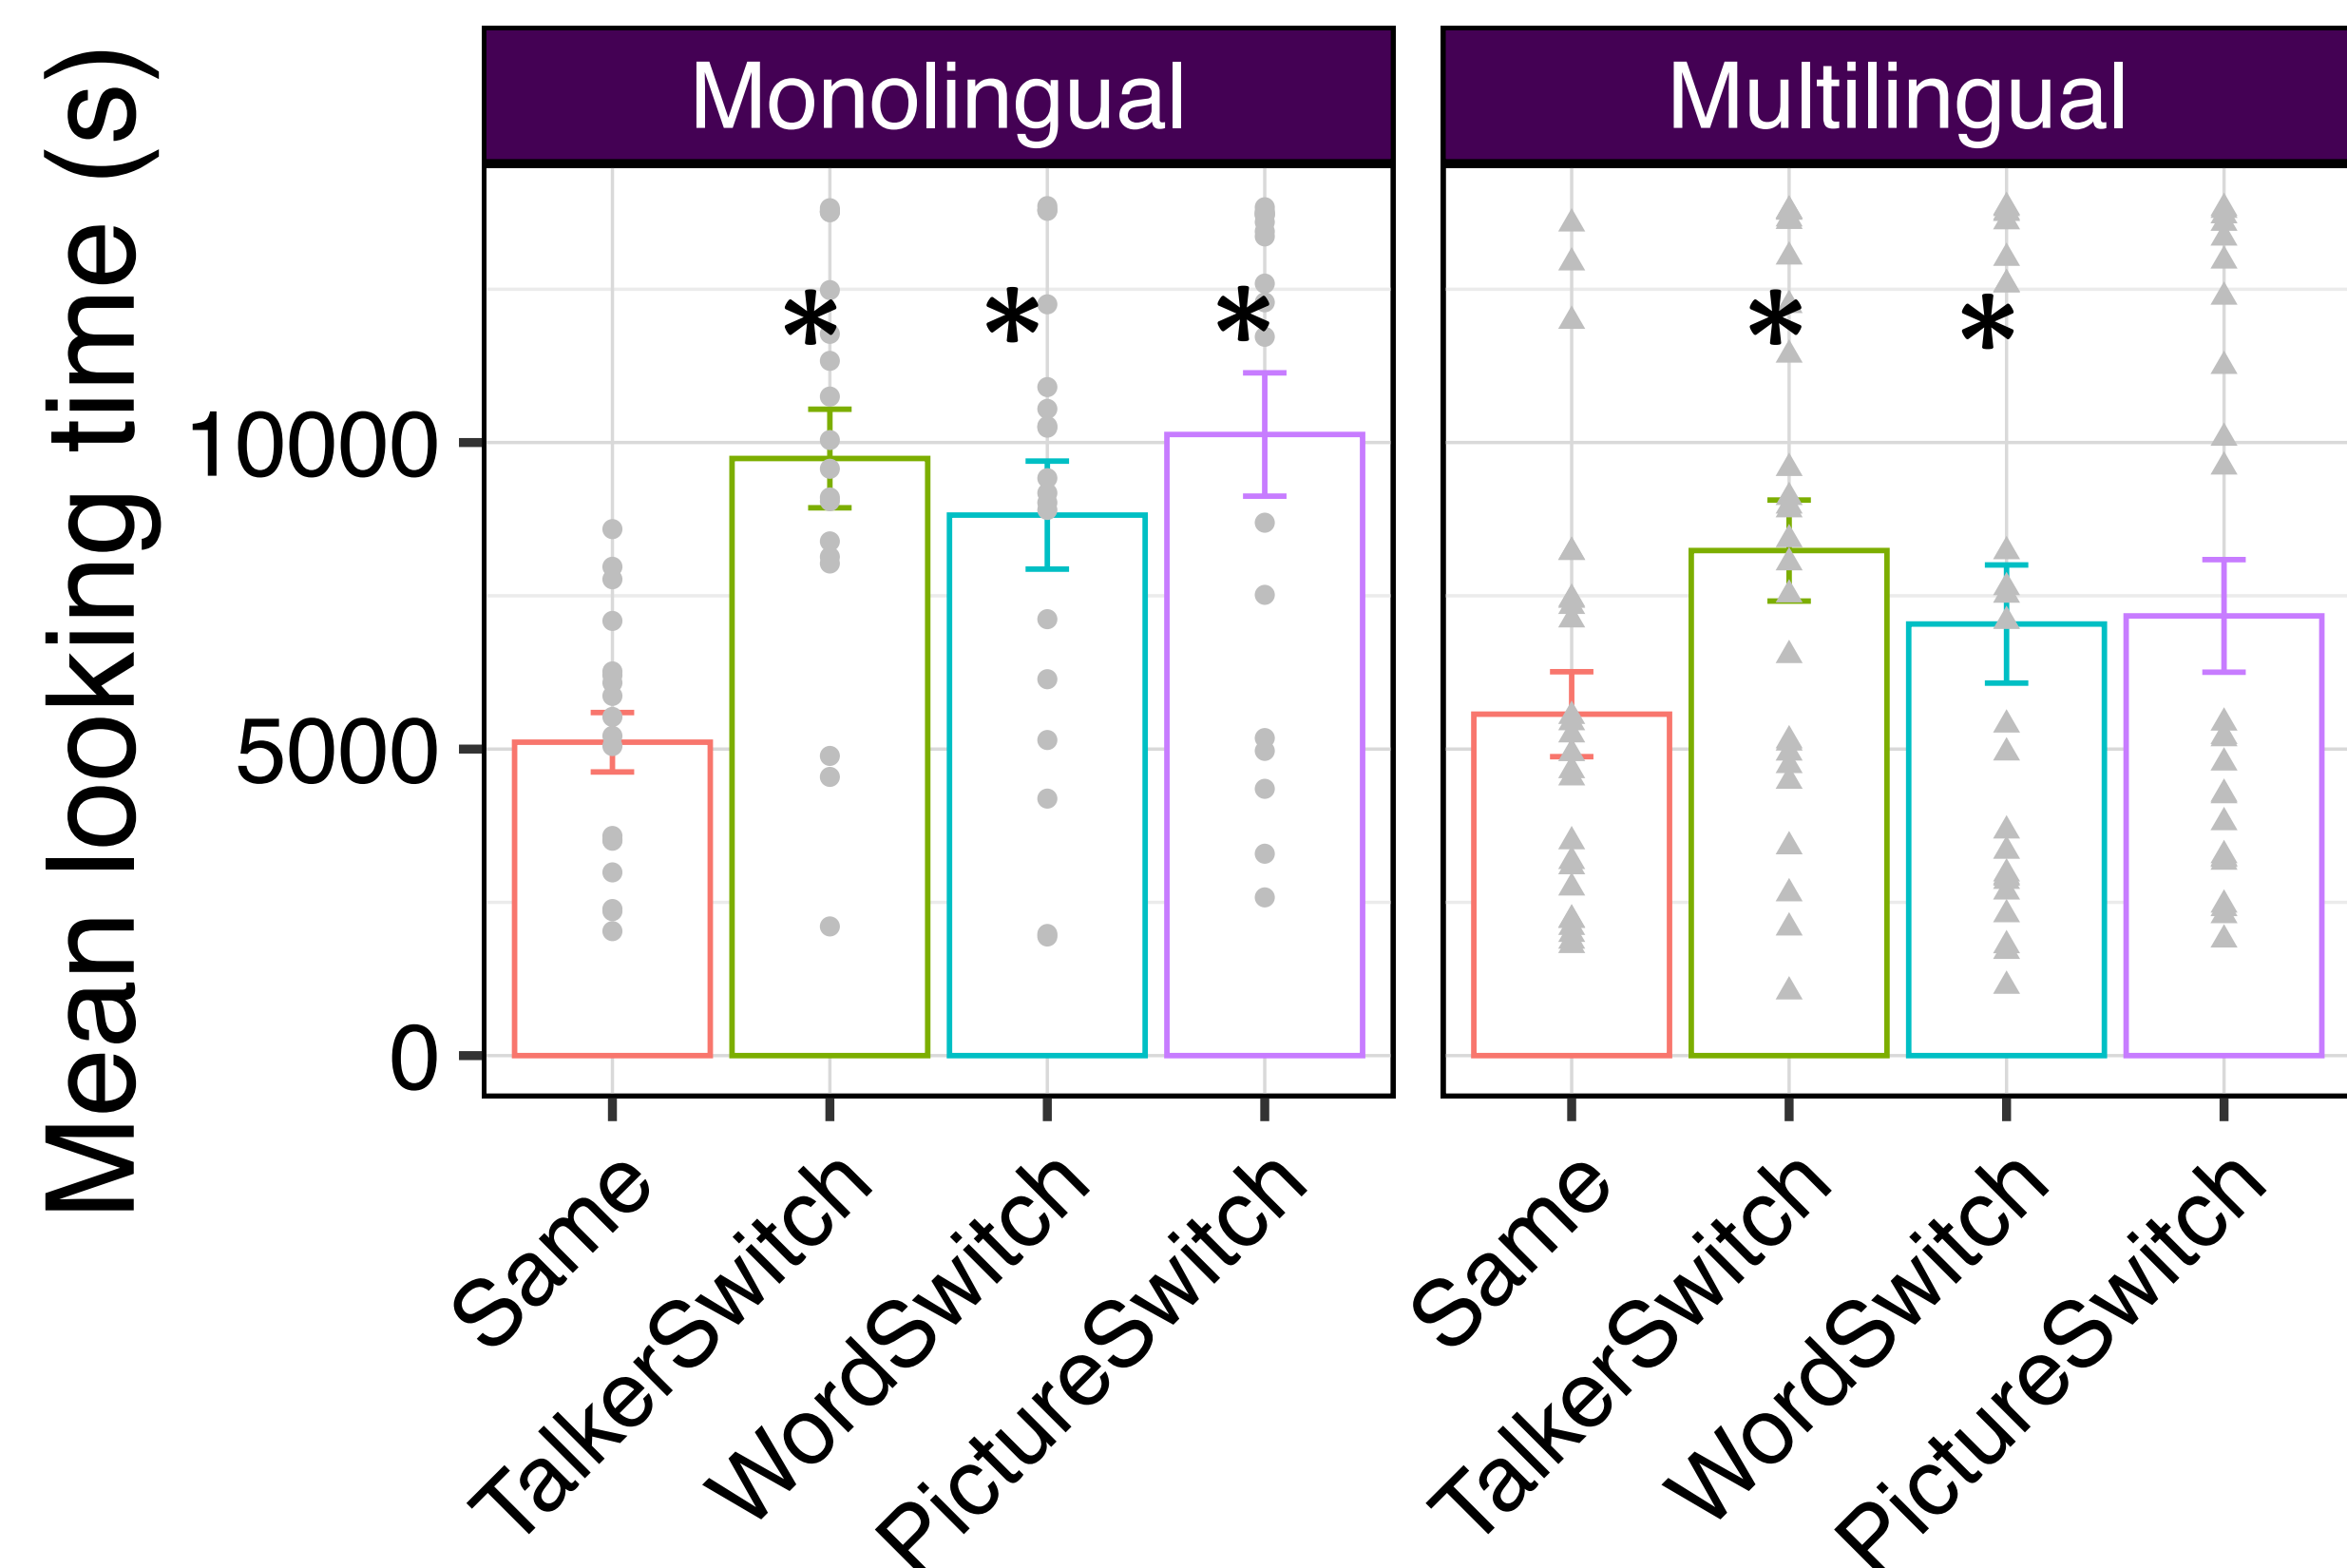 Monolingual
Multilingual
Mean looking time (s)
10000
5000
0
*
*
*
*
*
Same
TalkerSwitch
WordSwitch
PictureSwitch
Same
TalkerSwitch
WordSwitch
PictureSwitch